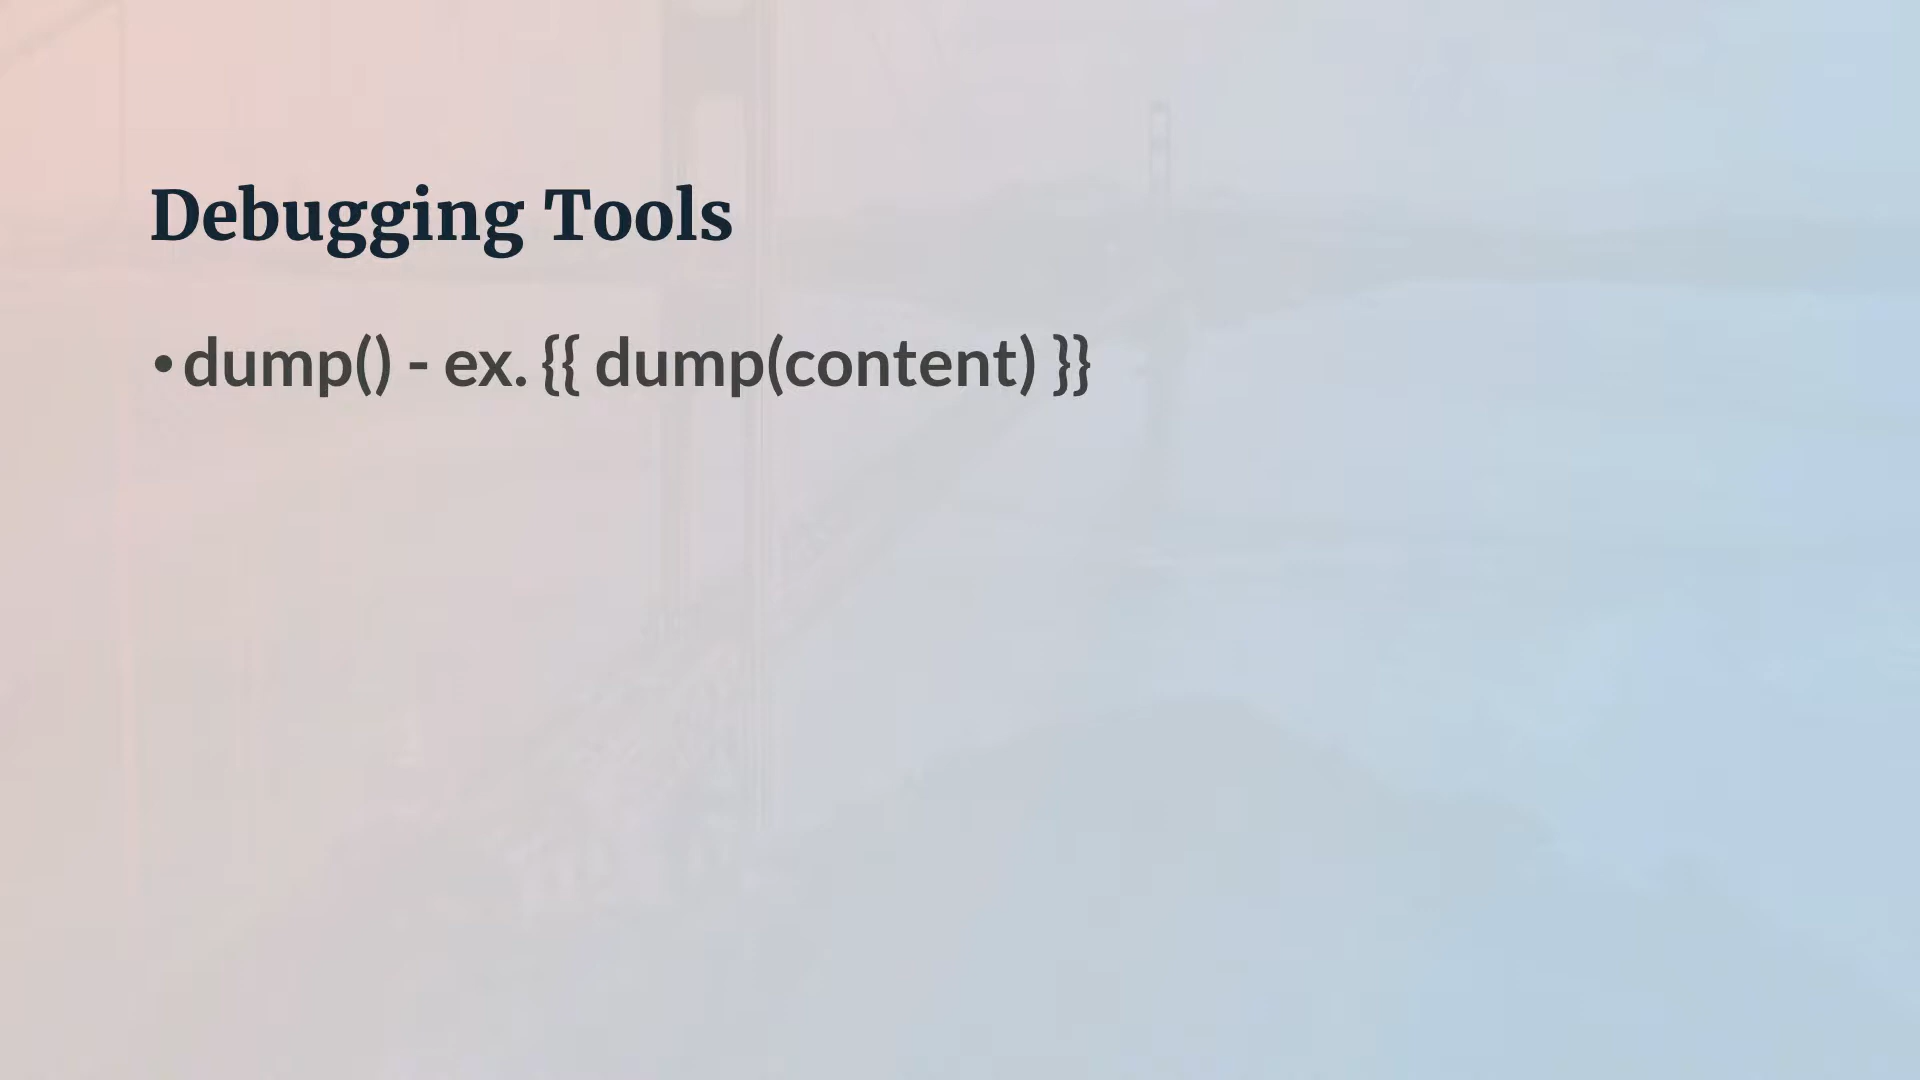 Debugging Tools
• dump() - ex. {{ dump(content) }}